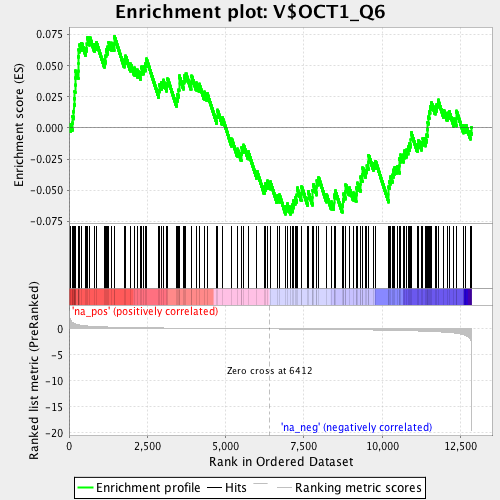 Enrichment plot: V$OCT1_Q6
Enrichment score (ES)
0.075
0.050
0.025
0.000
-0.025
-0.050
-0.075
'na_pos' (positively correlated)
Ranked list metric (PreRanked)
0
-5
-10
-15
-20
Zero cross at 6412
'na_neg' (negatively correlated)
0
2,500
5,000
7,500
10,000
12,500
Rank in Ordered Dataset
Enrichment profile
Hits
Ranking metric scores